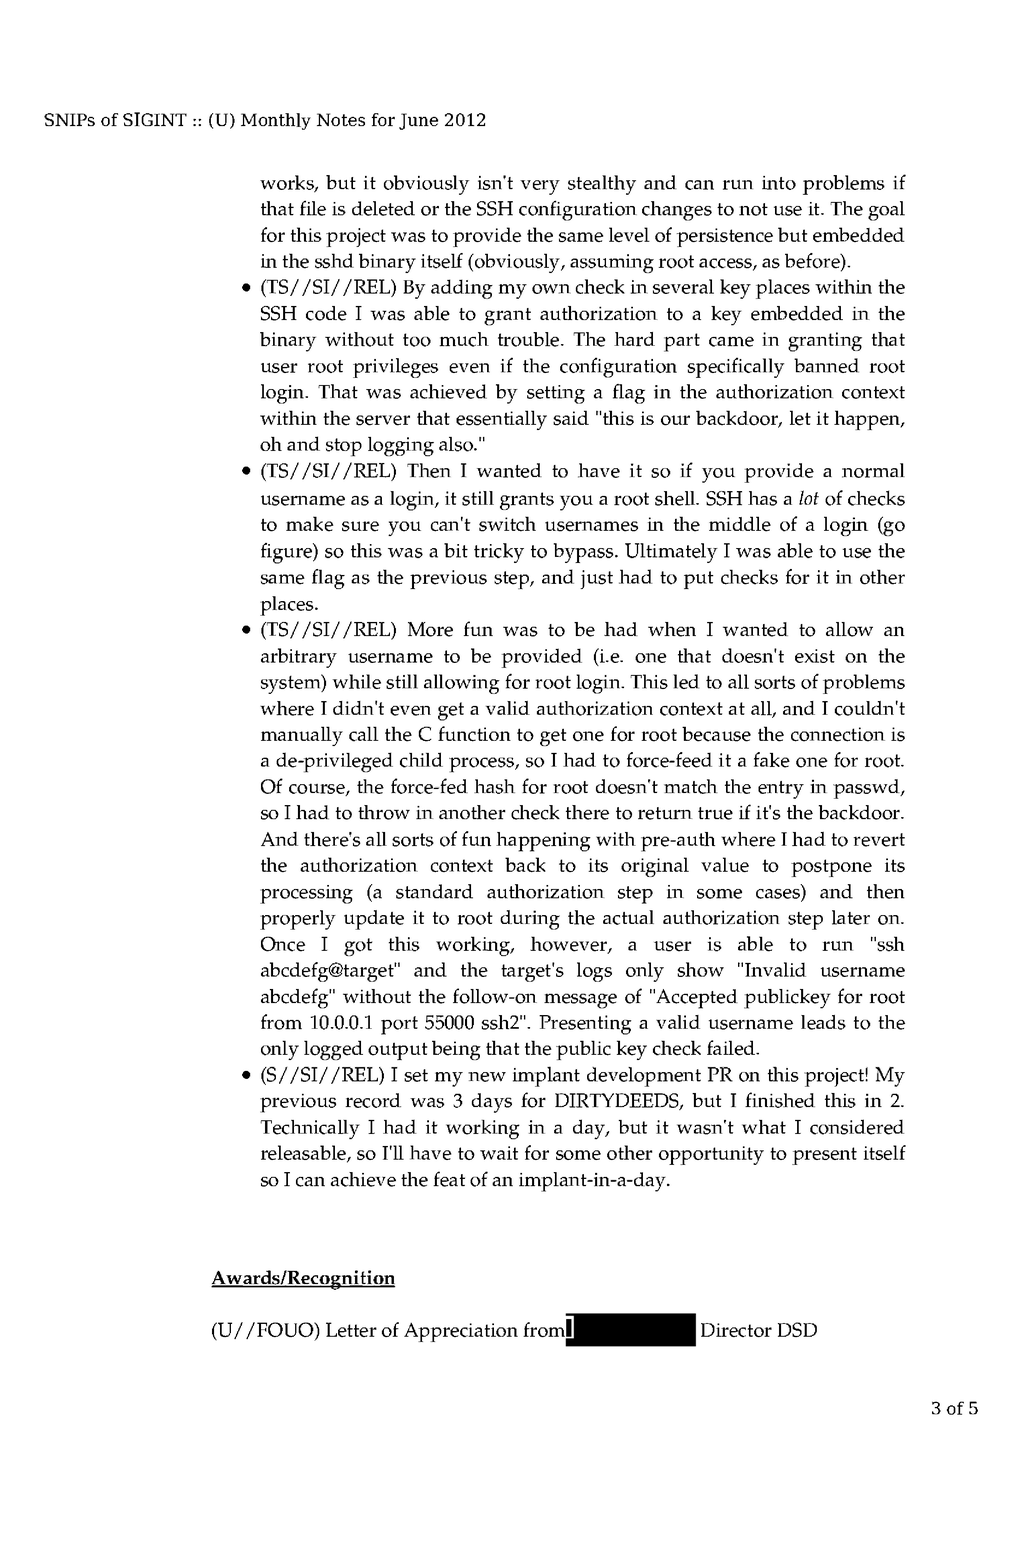 SNIPs of SIGINT :: (U) Monthly Notes for June 2012
works, but it obviously isn't very stealthy and can run into problems if
that file is deleted or the SSH configuration changes to not use it. The goal
for this project was to provide the same level of persistence but embedded
in the sshd binary itself (obviously, assuming root access, as before).
• (TS//SI//REL) By adding my own check in several key places within the
SSH code I was able to grant authorization to a key embedded in the
binary without too much trouble. The hard part came in granting that
user root privileges even if the configuration specifically banned root
login. That was achieved by setting a flag in the authorization context
within the server that essentially said "this is our backdoor, let it happen,
oh and stop logging also."
• (TS//SI//REL) Then I wanted to have it so if you provide a normal
username as a login, it still grants you a root shell. SSH has a lot of checks
to make sure you can't switch usernames in the middle of a login (go
figure) so this was a bit tricky to bypass. Ultimately I was able to use the
same flag as the previous step, and just had to put checks for it in other
places.
• (TS//SI//REL) More fun was to be had when I wanted to allow an
arbitrary username to be provided (i.e. one that doesn't exist on the
system) while still allowing for root login. This led to all sorts of problems
where I didn't even get a valid authorization context at all, and I couldn't
manually call the C function to get one for root because the connection is
a de-privileged child process, so I had to force-feed it a fake one for root.
Of course, the force-fed hash for root doesn't match the entry in passwd,
so I had to throw in another check there to return true if it's the backdoor.
And there's all sorts of fun happening with pre-auth where I had to revert
the authorization context back to its original value to postpone its
processing (a standard authorization step in some cases) and then
properly update it to root during the actual authorization step later on.
Once I got this working, however, a user is able to run "ssh
abcdefg@target" and the target's logs only show "Invalid username
abcdefg" without the follow-on message of "Accepted publickey for root
from 10.0.0.1 port 55000 ssh2". Presenting a valid username leads to the
only logged output being that the public key check failed.
• (S//SI//REL) I set my new implant development PR on this project! My
previous record was 3 days for DIRTYDEEDS, but I finished this in 2.
Technically I had it working in a day, but it wasn't what I considered
releasable, so I'll have to wait for some other opportunity to present itself
so I can achieve the feat of an implant-in-a-day.
Awards/Recognition
(U//FOUO) Letter of Appreciation from Director DSD
3 of 5